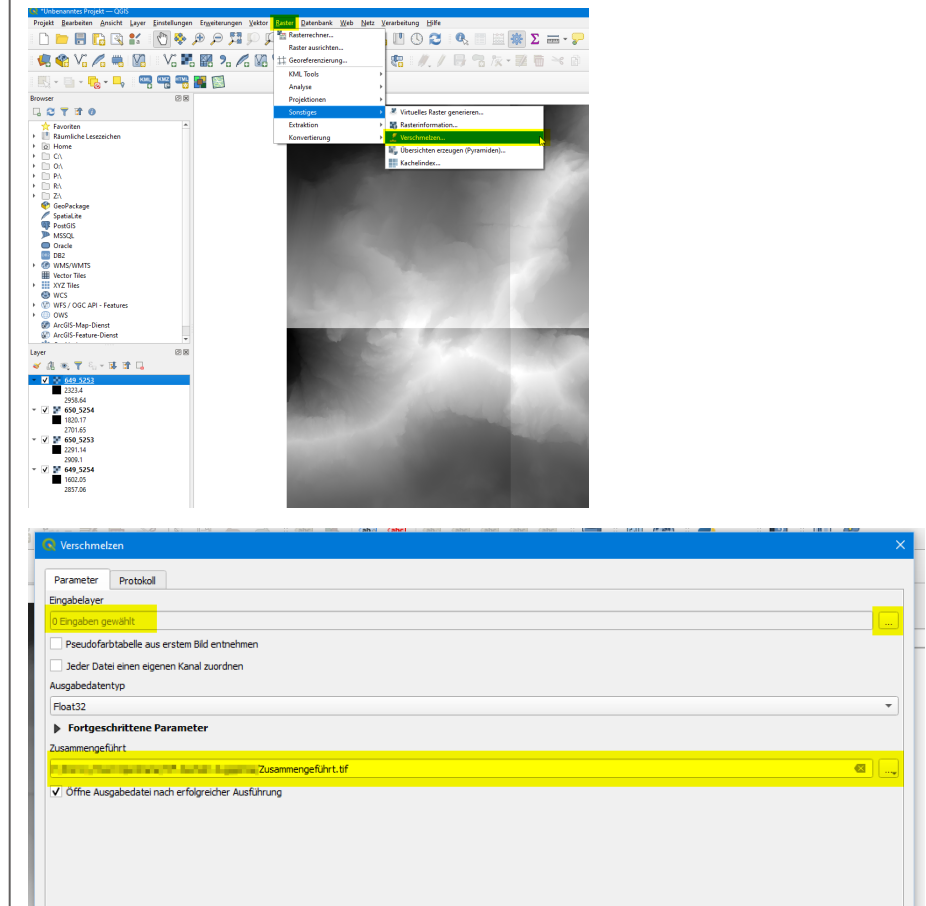 *Unbenanntes Projekt — QGIS
Projekt Bearbeiten Ansicht Layer Einstellungen Erweiterungen Vektor Raster Datenbank Web Netz Verarbeitung Hilfe
Rasterrechner...
Raster ausrichten...
Georeferenzierung...
KML Tools
Analyse
Projektionen
Sonstiges
Extraktion
Konvertierung
Virtuelles Raster generieren...
Rasterinformation...
Verschmelzen...
Übersichten erzeugen (Pyramiden)...
Kachelindex...
Browser
Favoriten
Räumliche Lesezeichen
Home
C:\
O:\
P:\
R:\
Z:\
GeoPackage
SpatiaLite
PostGIS
MSSQL
Oracle
DB2
WMS/WMTS
Vector Tiles
XYZ Tiles
WCS
WFS / OGC API - Features
OWS
ArcGIS-Map-Dienst
ArcGIS-Feature-Dienst
Layer
649_5253
2323.4
2958.64
650_5254
1820.17
2701.65
650_5253
2291.14
2909.1
649_5254
1602.05
2857.06
Verschmelzen
Parameter Protokoll
Eingabelayer
0 Eingaben gewählt
...
Pseudofarbtabelle aus erstem Bild entnehmen
Jeder Datei einen eigenen Kanal zuordnen
Ausgabedatentyp
Float32
Fortgeschrittene Parameter
Zusammengeführt
Zusammengeführt.tif
...
Öffne Ausgabedatei nach erfolgreicher Ausführung